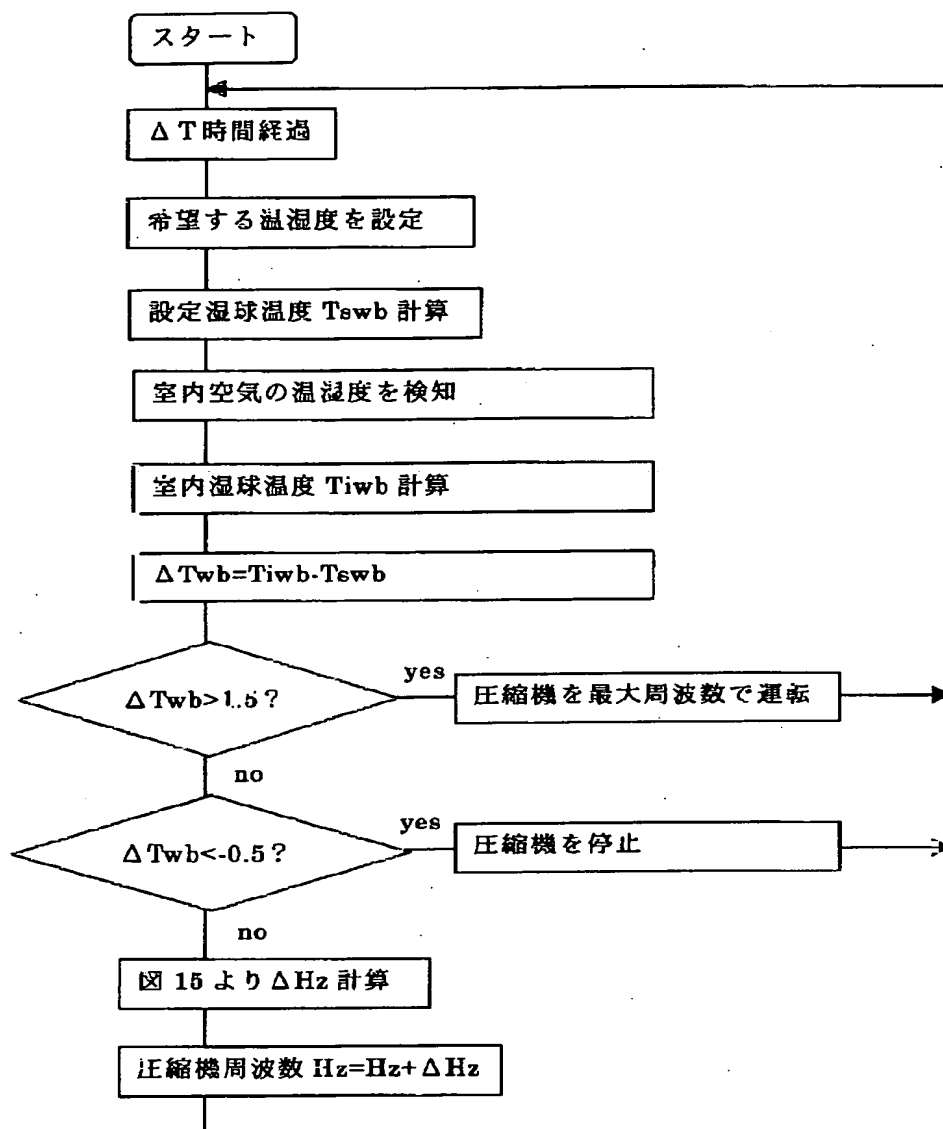 スタート
ΔT時間経過
希望する温湿度を設定
設定湿球温度 Tswb 計算
室内空気の温湿度を検知
室内湿球温度 Tiwb 計算
ΔTwb=Tiwb-Tswb
ΔTwb>1.5?
yes
圧縮機を最大周波数で運転
no
ΔTwb<-0.5?
yes
圧縮機を停止
no
図 15 より ΔHz 計算
圧縮機周波数 Hz=Hz+ΔHz